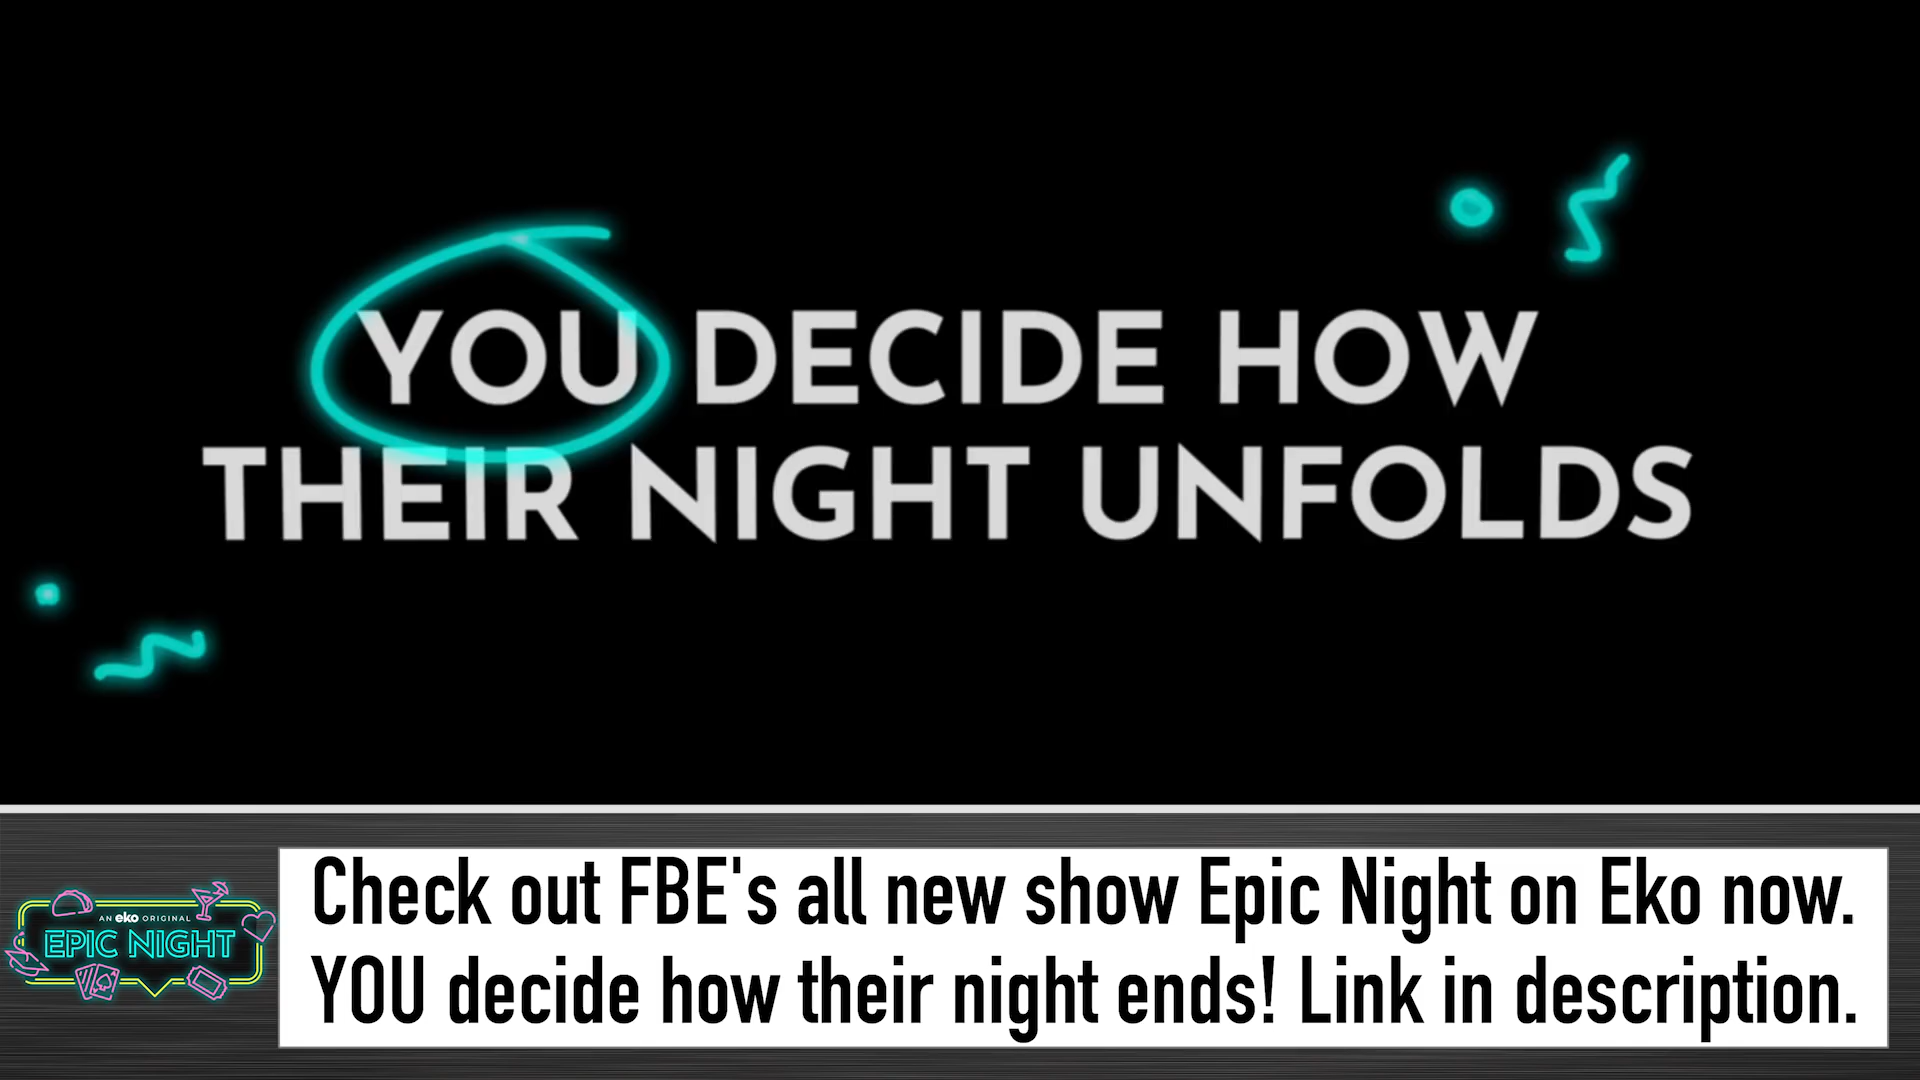 YOU DECIDE HOW
THEIR NIGHT UNFOLDS
AN eko ORIGINAL
EPIC NIGHT
Check out FBE's all new show Epic Night on Eko now.
YOU decide how their night ends! Link in description.